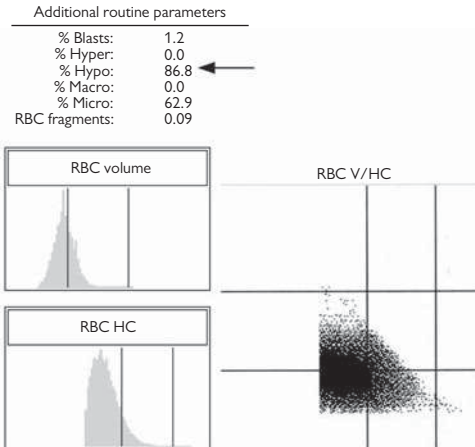 Additional routine parameters
% Blasts: 1.2
% Hyper: 0.0
% Hypo: 86.8
% Macro: 0.0
% Micro: 62.9
RBC fragments: 0.09
RBC volume
RBC V/HC
RBC HC